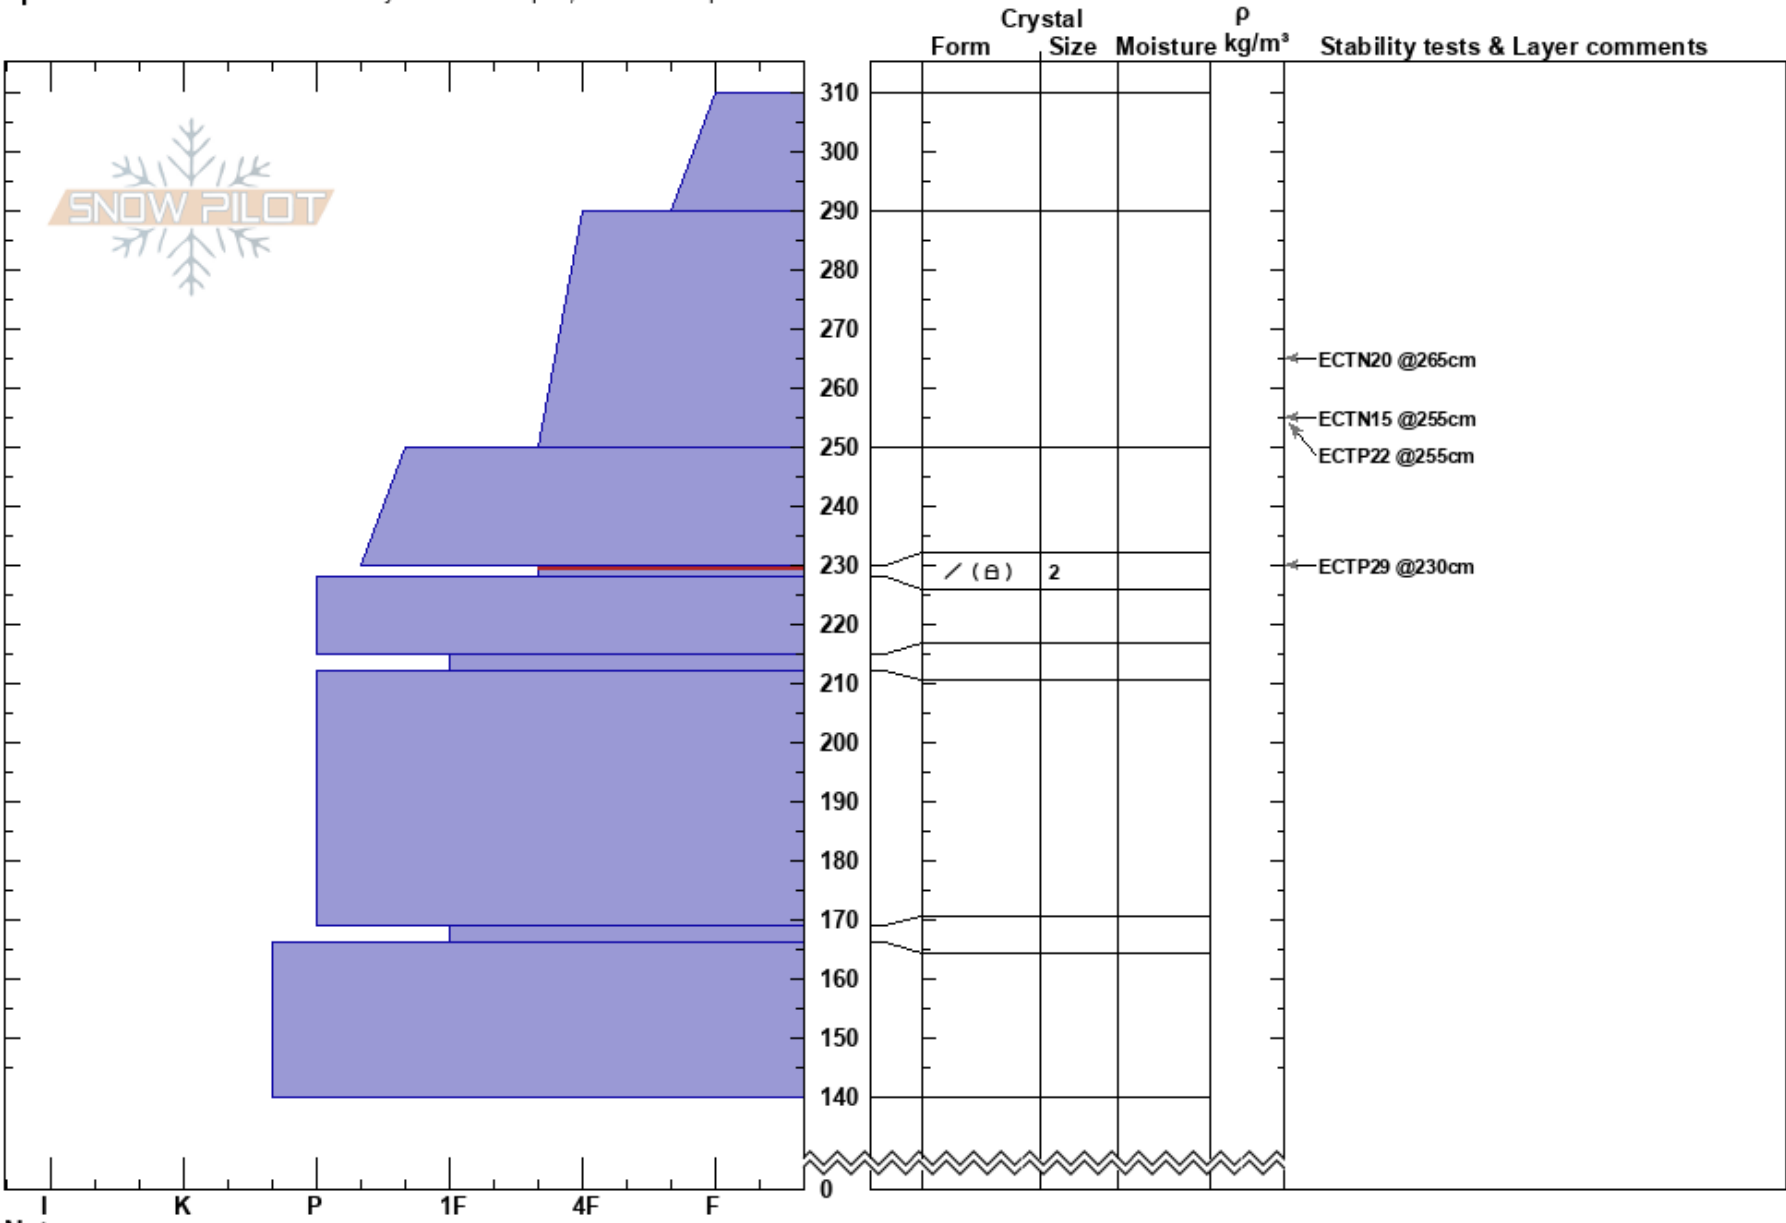 Crystal ρ
Form Size Moisture kg/m³ Stability tests & Layer comments
SNOW PILOT
310
300
290
280
270
260
250
240
230
220
210
200
190
180
170
160
150
140
0
ECTN20 @265cm
ECTN15 @255cm
ECTP22 @255cm
/ ( ) 2
ECTP29 @230cm
I K P 1F 4F F